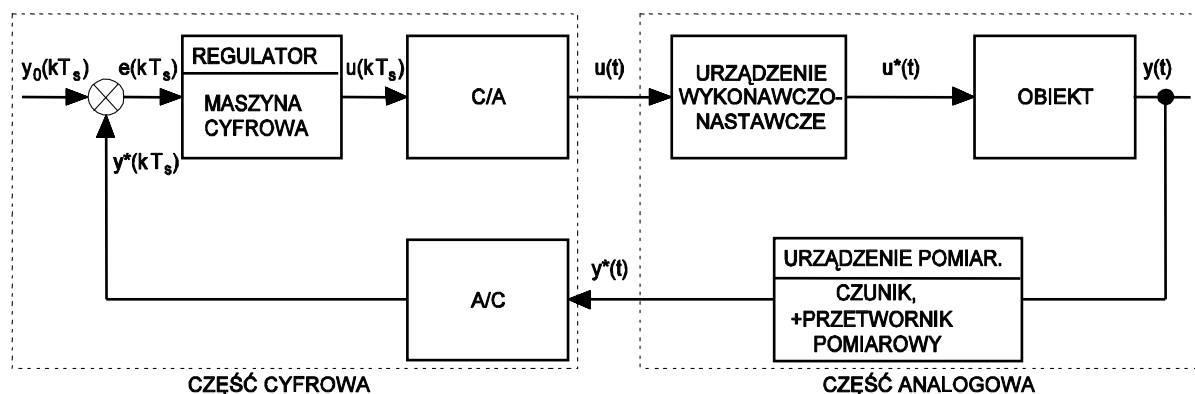 y₀(kTₛ)
e(kTₛ)
REGULATOR
MASZYNA
CYFROWA
u(kTₛ)
C/A
u(t)
URZĄDZENIE
WYKONAWCZO-
NASTAWCZE
u*(t)
OBIEKT
y(t)
y*(kTₛ)
A/C
y*(t)
URZĄDZENIE POMIAR.
CZUNIK,
+PRZETWORNIK
POMIAROWY
CZĘŚĆ CYFROWA
CZĘŚĆ ANALOGOWA